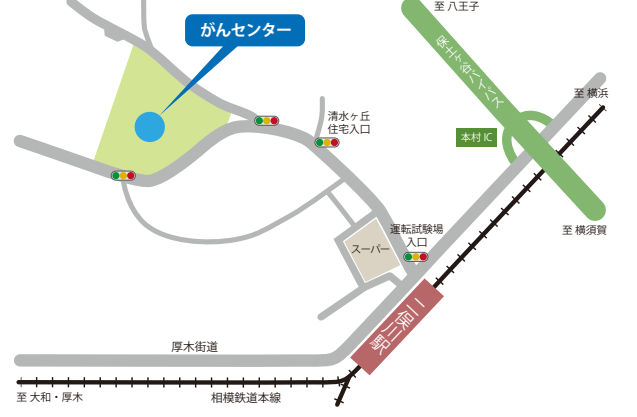 至 八王子
がんセンター
保土ヶ谷バイパス
至 横浜
清水ヶ丘
住宅入口
本村 IC
運転試験場
入口
至 横須賀
スーパー
二俣川駅
厚木街道
至 大和・厚木
相模鉄道本線